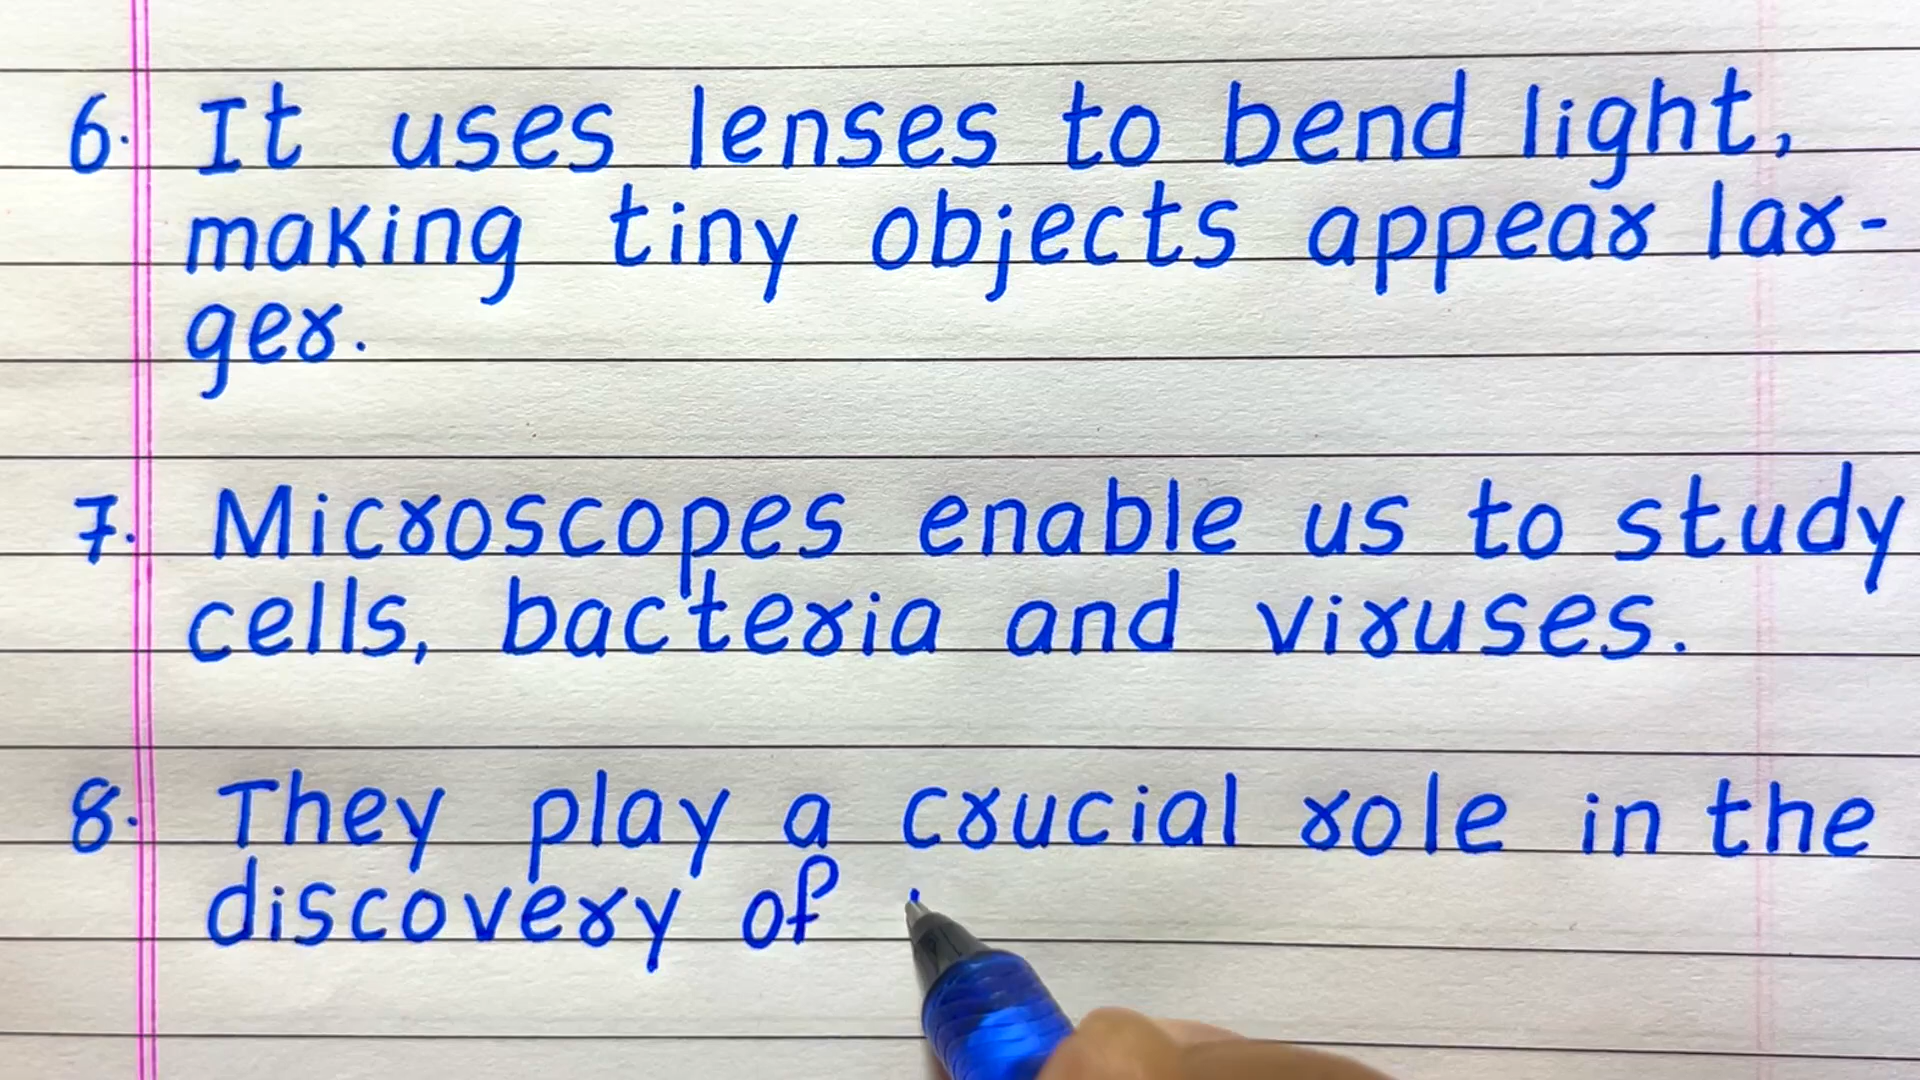 6. It uses lenses to bend light,
making tiny objects appear lar-
ger.
7. Microscopes enable us to study
cells, bacteria and viruses.
8. They play a crucial role in the
discovery of